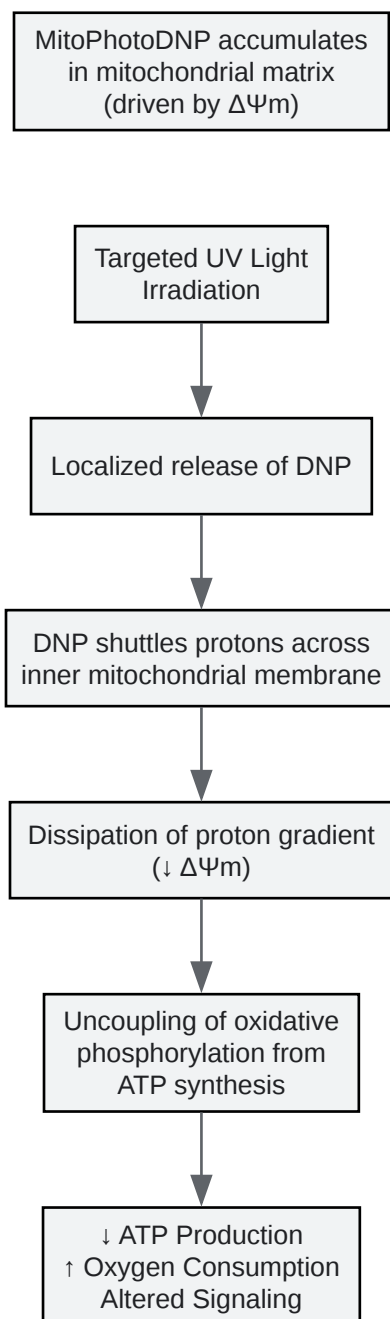 MitoPhotoDNP accumulates
in mitochondrial matrix
(driven by ΔΨm)
Targeted UV Light
Irradiation
Localized release of DNP
DNP shuttles protons across
inner mitochondrial membrane
Dissipation of proton gradient
(↓ ΔΨm)
Uncoupling of oxidative
phosphorylation from
ATP synthesis
↓ ATP Production
↑ Oxygen Consumption
Altered Signaling